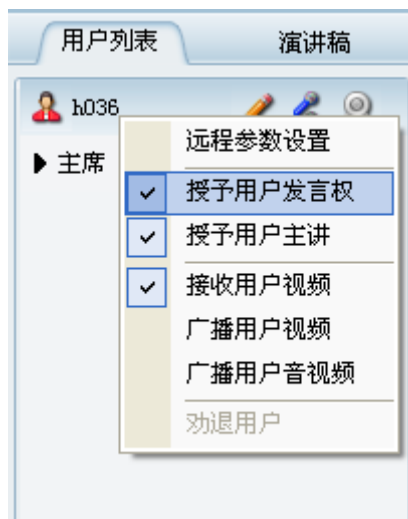 用户列表 演讲稿
h036
主席
远程参数设置
授予用户发言权
授予用户主讲
接收用户视频
广播用户视频
广播用户音视频
劝退用户